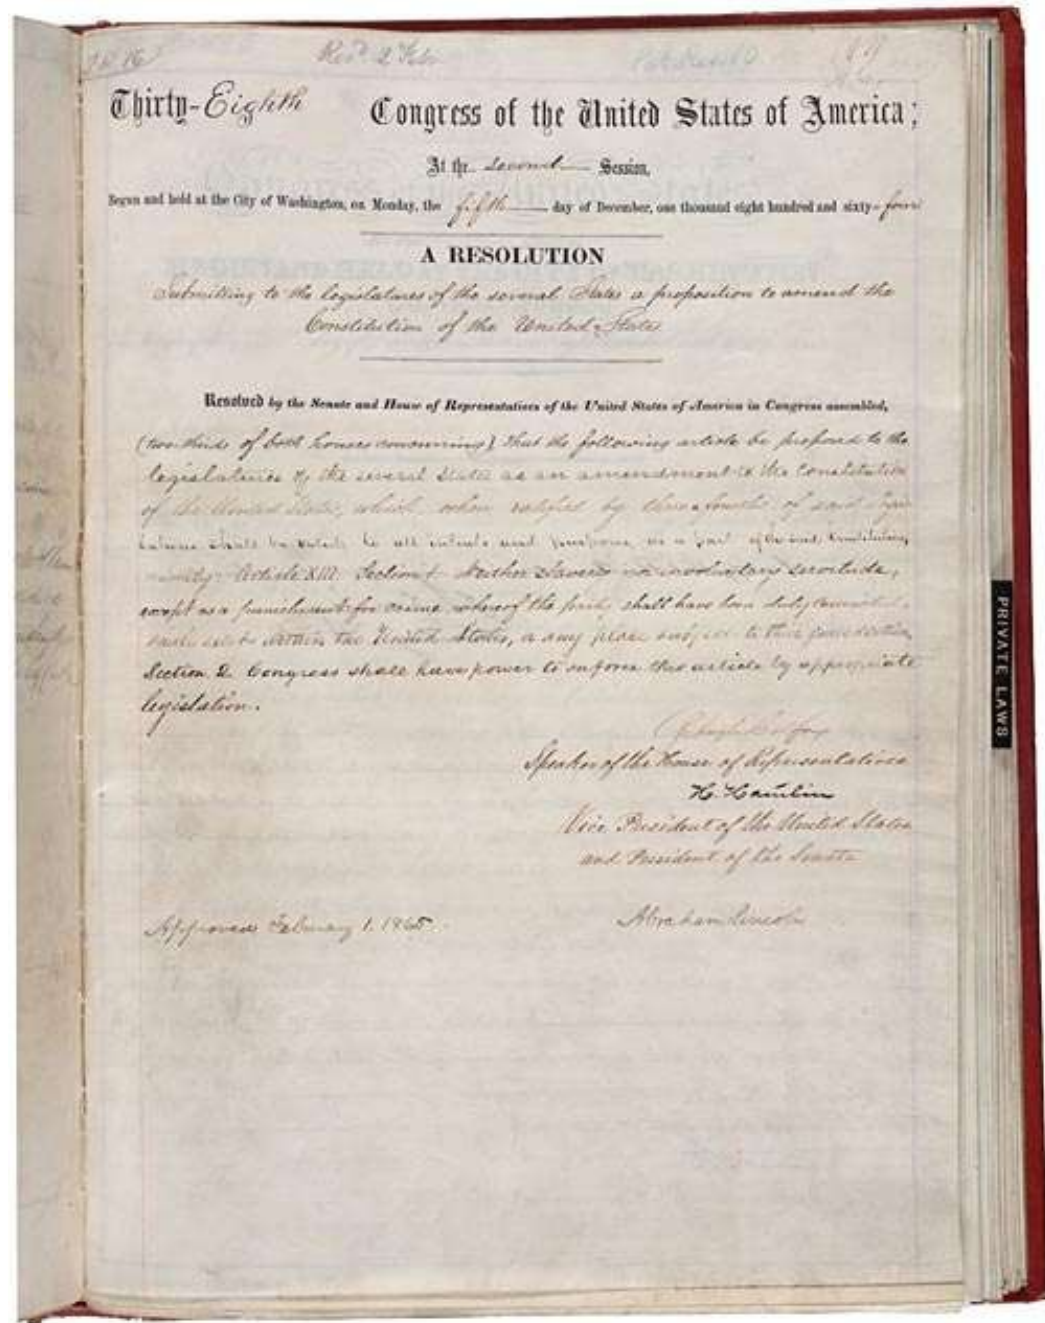 Rec'd 2 Feb
Thirty-Eighth Congress of the United States of America;
At the second Session,
Begun and held at the City of Washington, on Monday, the fifth day of December, one thousand eight hundred and sixty-four
A RESOLUTION
Submitting to the legislatures of the several States a proposition to amend the
Constitution of the United States
Resolved by the Senate and House of Representatives of the United States of America in Congress assembled,
(two-thirds of both houses concurring), That the following article be proposed to the
legislatures of the several States as an amendment to the Constitution
of the United States, which, when ratified by three-fourths of said legis-
latures shall be valid, to all intents and purposes, as a part of the said Constitution,
namely: Article XIII. Section 1. Neither slavery nor involuntary servitude,
except as a punishment for crime whereof the party shall have been duly convicted,
shall exist within the United States, or any place subject to their jurisdiction.
Section 2. Congress shall have power to enforce this article by appropriate
legislation.
Schuyler Colfax
Speaker of the House of Representatives
H. Hamlin
Vice President of the United States
and President of the Senate
Approved February 1. 1865.
Abraham Lincoln
PRIVATE LAWS